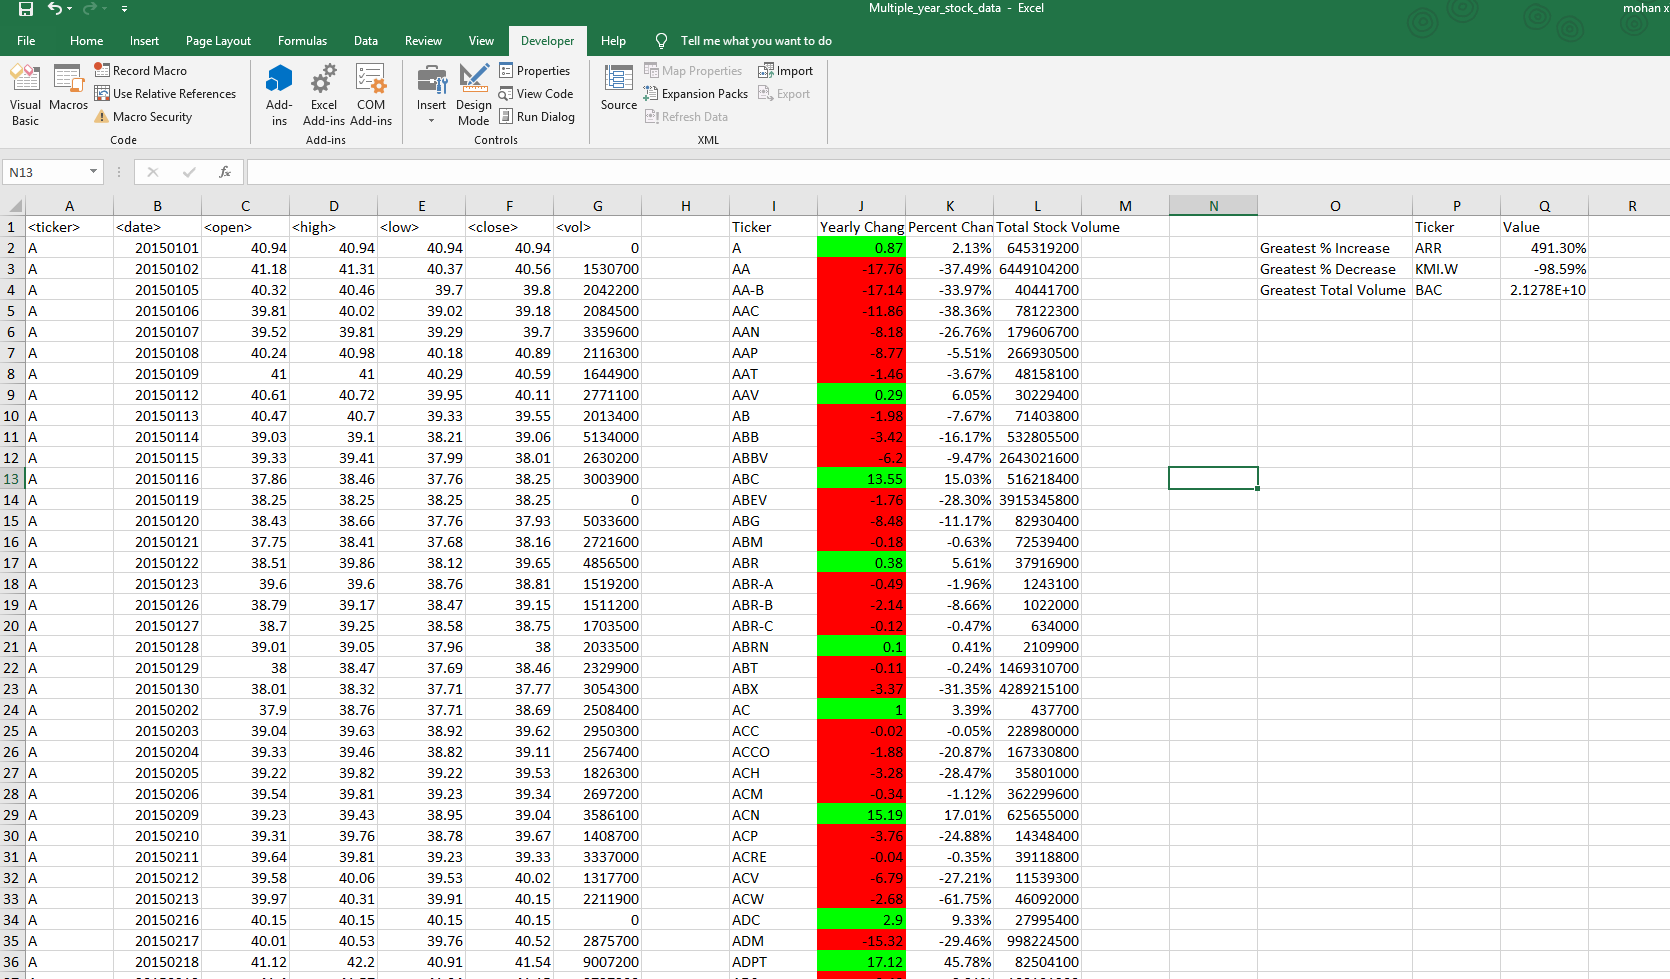 Multiple_year_stock_data - Excel mohan x
File Home Insert Page Layout Formulas Data Review View Developer Help Tell me what you want to do
Visual Basic
Macros
Record Macro
Use Relative References
Macro Security
Code
Add-ins
Excel Add-ins
COM Add-ins
Add-ins
Insert
Design Mode
Properties
View Code
Run Dialog
Controls
Source
Map Properties
Expansion Packs
Refresh Data
Import
Export
XML
N13 fx
A B C D E F G H I J K L M N O P Q R
1 <ticker> <date> <open> <high> <low> <close> <vol> Ticker Yearly Chang Percent Chan Total Stock Volume Ticker Value
2 A 20150101 40.94 40.94 40.94 40.94 0 A 0.87 2.13% 645319200 Greatest % Increase ARR 491.30%
3 A 20150102 41.18 41.31 40.37 40.56 1530700 AA -17.76 -37.49% 6449104200 Greatest % Decrease KMI.W -98.59%
4 A 20150105 40.32 40.46 39.7 39.8 2042200 AA-B -17.14 -33.97% 40441700 Greatest Total Volume BAC 2.1278E+10
5 A 20150106 39.81 40.02 39.02 39.18 2084500 AAC -11.86 -38.36% 78122300
6 A 20150107 39.52 39.81 39.29 39.7 3359600 AAN -8.18 -26.76% 179606700
7 A 20150108 40.24 40.98 40.18 40.89 2116300 AAP -8.77 -5.51% 266930500
8 A 20150109 41 41 40.29 40.59 1644900 AAT -1.46 -3.67% 48158100
9 A 20150112 40.61 40.72 39.95 40.11 2771100 AAV 0.29 6.05% 30229400
10 A 20150113 40.47 40.7 39.33 39.55 2013400 AB -1.98 -7.67% 71403800
11 A 20150114 39.03 39.1 38.21 39.06 5134000 ABB -3.42 -16.17% 532805500
12 A 20150115 39.33 39.41 37.99 38.01 2630200 ABBV -6.2 -9.47% 2643021600
13 A 20150116 37.86 38.46 37.76 38.25 3003900 ABC 13.55 15.03% 516218400
14 A 20150119 38.25 38.25 38.25 38.25 0 ABEV -1.76 -28.30% 3915345800
15 A 20150120 38.43 38.66 37.76 37.93 5033600 ABG -8.48 -11.17% 82930400
16 A 20150121 37.75 38.41 37.68 38.16 2721600 ABM -0.18 -0.63% 72539400
17 A 20150122 38.51 39.86 38.12 39.65 4856500 ABR 0.38 5.61% 37916900
18 A 20150123 39.6 39.6 38.76 38.81 1519200 ABR-A -0.49 -1.96% 1243100
19 A 20150126 38.79 39.17 38.47 39.15 1511200 ABR-B -2.14 -8.66% 1022000
20 A 20150127 38.7 39.25 38.58 38.75 1703500 ABR-C -0.12 -0.47% 634000
21 A 20150128 39.01 39.05 37.96 38 2033500 ABRN 0.1 0.41% 2109900
22 A 20150129 38 38.47 37.69 38.46 2329900 ABT -0.11 -0.24% 1469310700
23 A 20150130 38.01 38.32 37.71 37.77 3054300 ABX -3.37 -31.35% 4289215100
24 A 20150202 37.9 38.76 37.71 38.69 2508400 AC 1 3.39% 437700
25 A 20150203 39.04 39.63 38.92 39.62 2950300 ACC -0.02 -0.05% 228980000
26 A 20150204 39.33 39.46 38.82 39.11 2567400 ACCO -1.88 -20.87% 167330800
27 A 20150205 39.22 39.82 39.22 39.53 1826300 ACH -3.28 -28.47% 35801000
28 A 20150206 39.54 39.81 39.23 39.34 2697200 ACM -0.34 -1.12% 362299600
29 A 20150209 39.23 39.43 38.95 39.04 3586100 ACN 15.19 17.01% 625655000
30 A 20150210 39.31 39.76 38.78 39.67 1408700 ACP -3.76 -24.88% 14348400
31 A 20150211 39.64 39.81 39.23 39.33 3337000 ACRE -0.04 -0.35% 39118800
32 A 20150212 39.58 40.06 39.53 40.02 1317700 ACV -6.79 -27.21% 11539300
33 A 20150213 39.97 40.31 39.91 40.15 2211900 ACW -2.68 -61.75% 46092000
34 A 20150216 40.15 40.15 40.15 40.15 0 ADC 2.9 9.33% 27995400
35 A 20150217 40.01 40.53 39.76 40.52 2875700 ADM -15.32 -29.46% 998224500
36 A 20150218 41.12 42.2 40.91 41.54 9007200 ADPT 17.12 45.78% 82504100